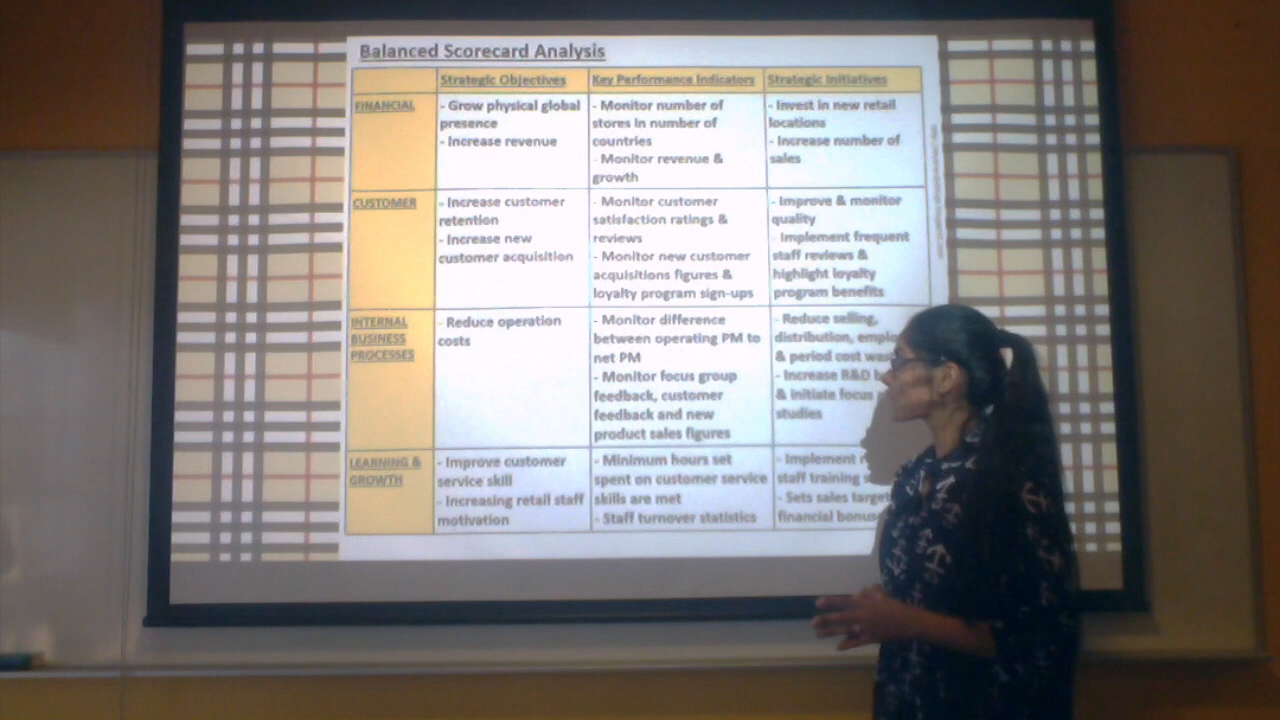 Balanced Scorecard Analysis
Strategic Objectives
Key Performance Indicators
Strategic Initiatives
FINANCIAL
- Grow physical global
presence
- Increase revenue
- Monitor number of
stores in number of
countries
- Monitor revenue &
growth
- Invest in new retail
locations
- Increase number of
sales
CUSTOMER
- Increase customer
retention
- Increase new
customer acquisition
- Monitor customer
satisfaction ratings &
reviews
- Monitor new customer
acquisitions figures &
loyalty program sign-ups
- Improve & monitor
quality
- Implement frequent
staff reviews &
highlight loyalty
program benefits
INTERNAL
BUSINESS
PROCESSES
- Reduce operation
costs
- Monitor difference
between operating PM to
net PM
- Monitor focus group
feedback, customer
feedback and new
product sales figures
- Reduce selling,
distribution,
& period cost
- Increase R&D
& initiate focus
studies
LEARNING &
GROWTH
- Improve customer
service skill
- Increasing retail staff
motivation
- Minimum hours set
spent on customer service
skills are met
- Staff turnover statistics
- Implement
staff training
- Sets sales
financial